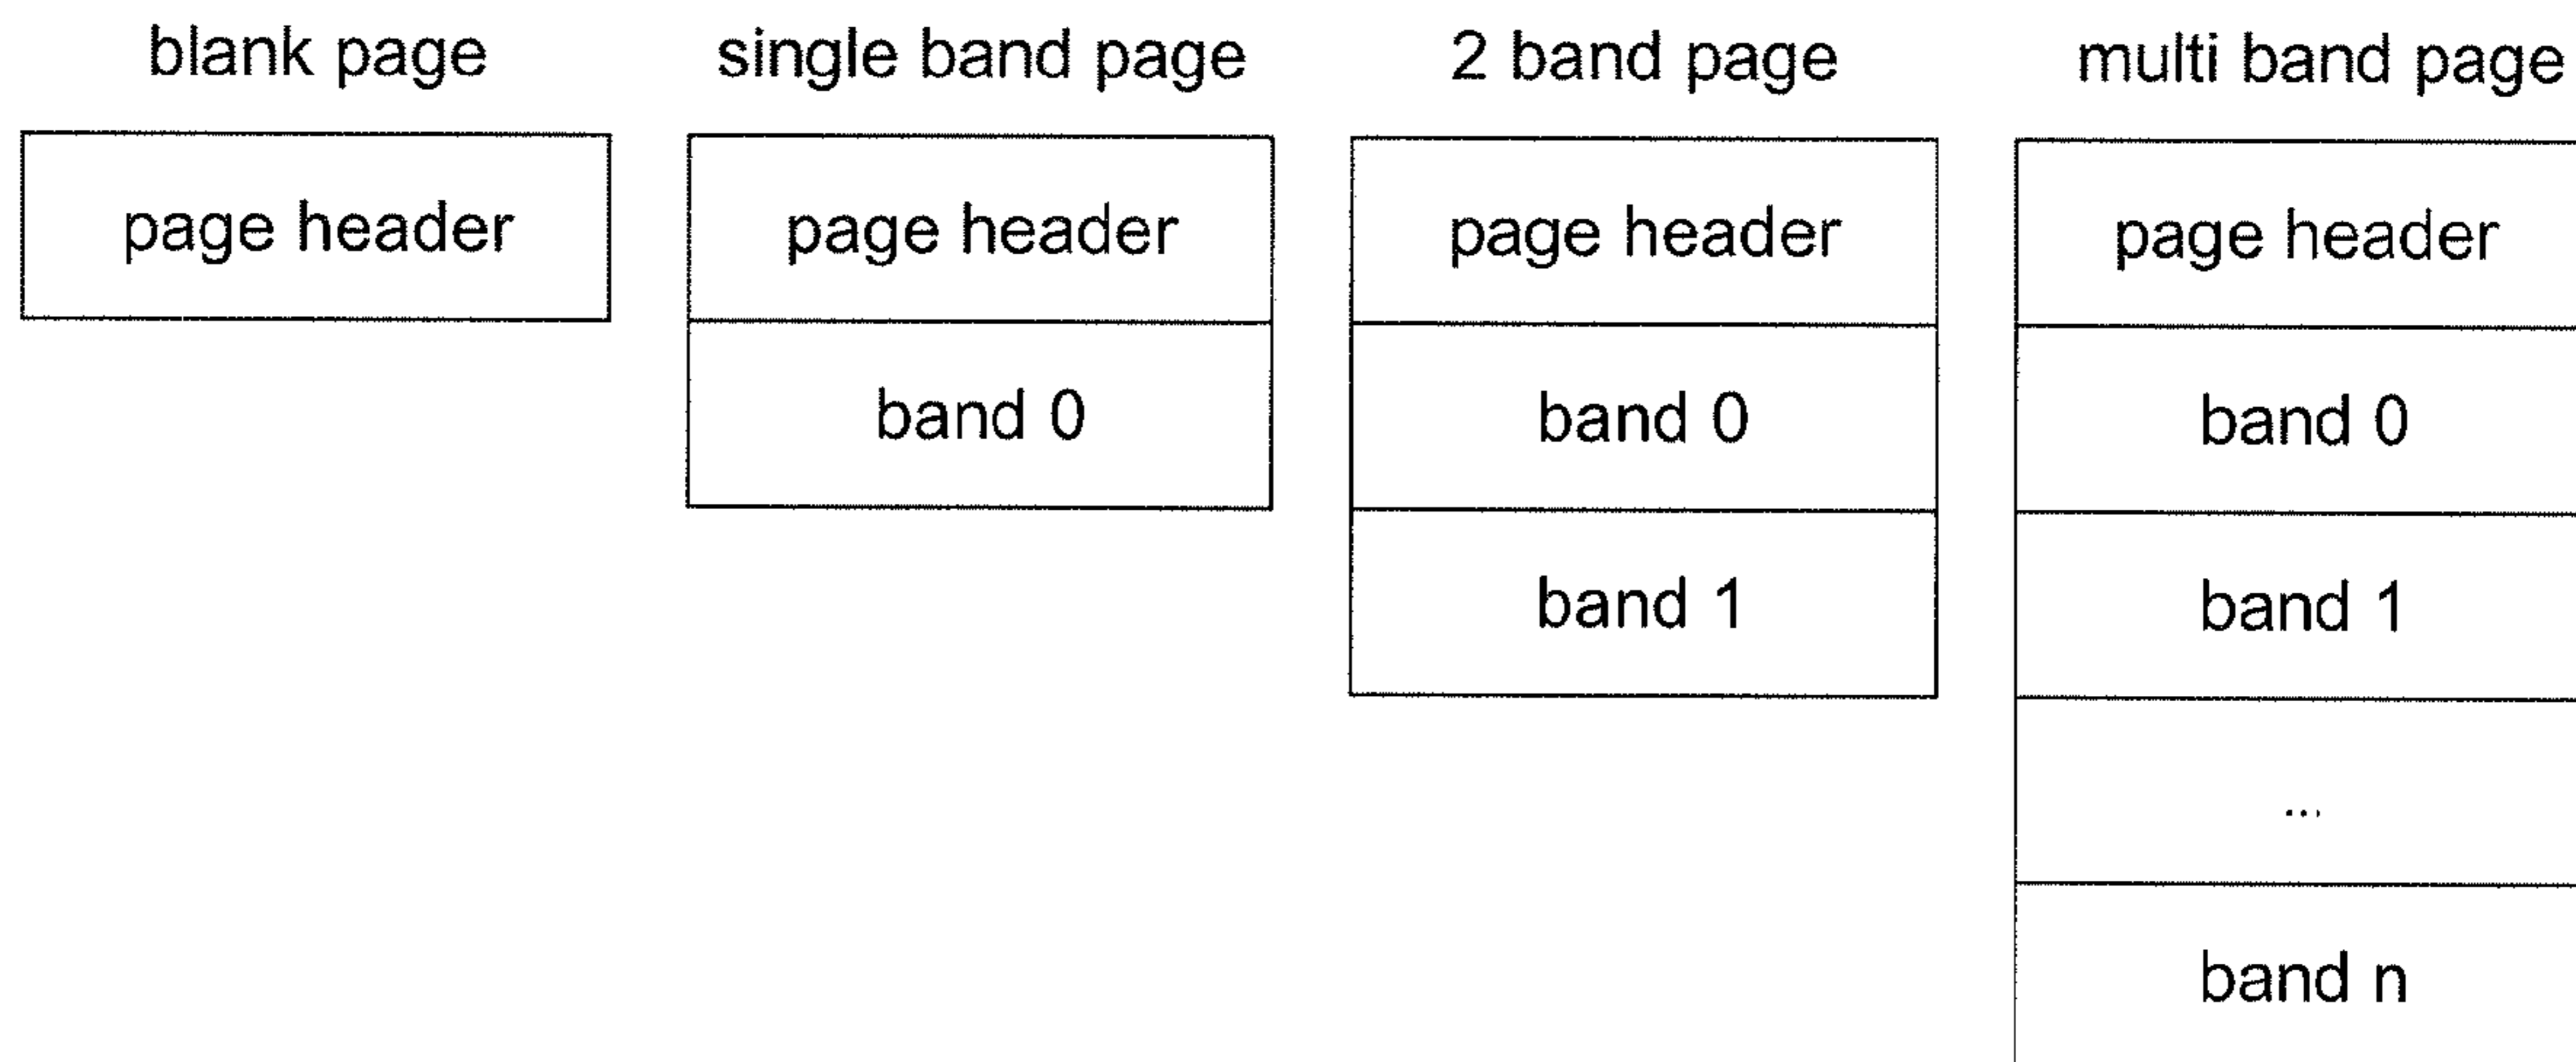 blank page
page header
single band page
page header
band 0
2 band page
page header
band 0
band 1
multi band page
page header
band 0
band 1
...
band n